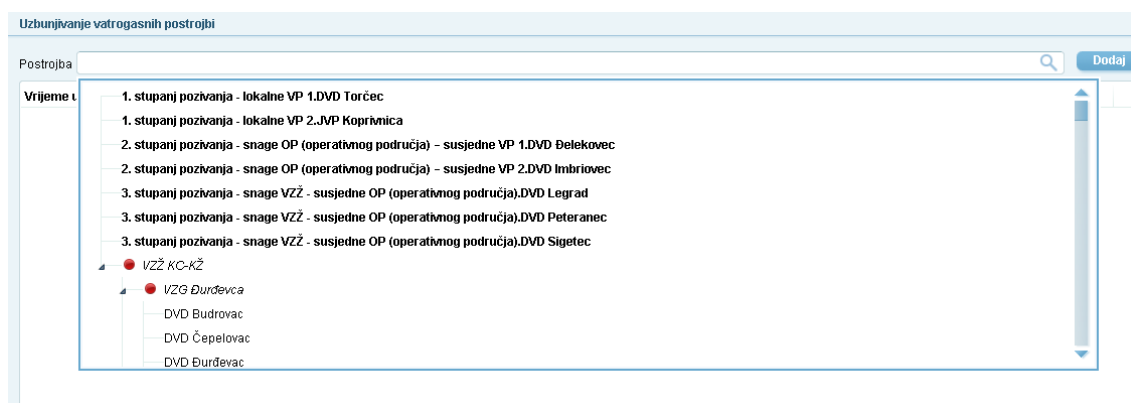 Uzbunjivanje vatrogasnih postrojbi
Postrojba
Dodaj
Vrijeme u
1. stupanj pozivanja - lokalne VP 1.DVD Torčec
1. stupanj pozivanja - lokalne VP 2.JVP Koprivnica
2. stupanj pozivanja - snage OP (operativnog područja) – susjedne VP 1.DVD Đelekovec
2. stupanj pozivanja - snage OP (operativnog područja) – susjedne VP 2.DVD Imbriovec
3. stupanj pozivanja - snage VZŽ - susjedne OP (operativnog područja).DVD Legrad
3. stupanj pozivanja - snage VZŽ - susjedne OP (operativnog područja).DVD Peteranec
3. stupanj pozivanja - snage VZŽ - susjedne OP (operativnog područja).DVD Sigetec
VZŽ KC-KŽ
VZG Đurđevca
DVD Budrovac
DVD Čepelovac
DVD Đurđevac